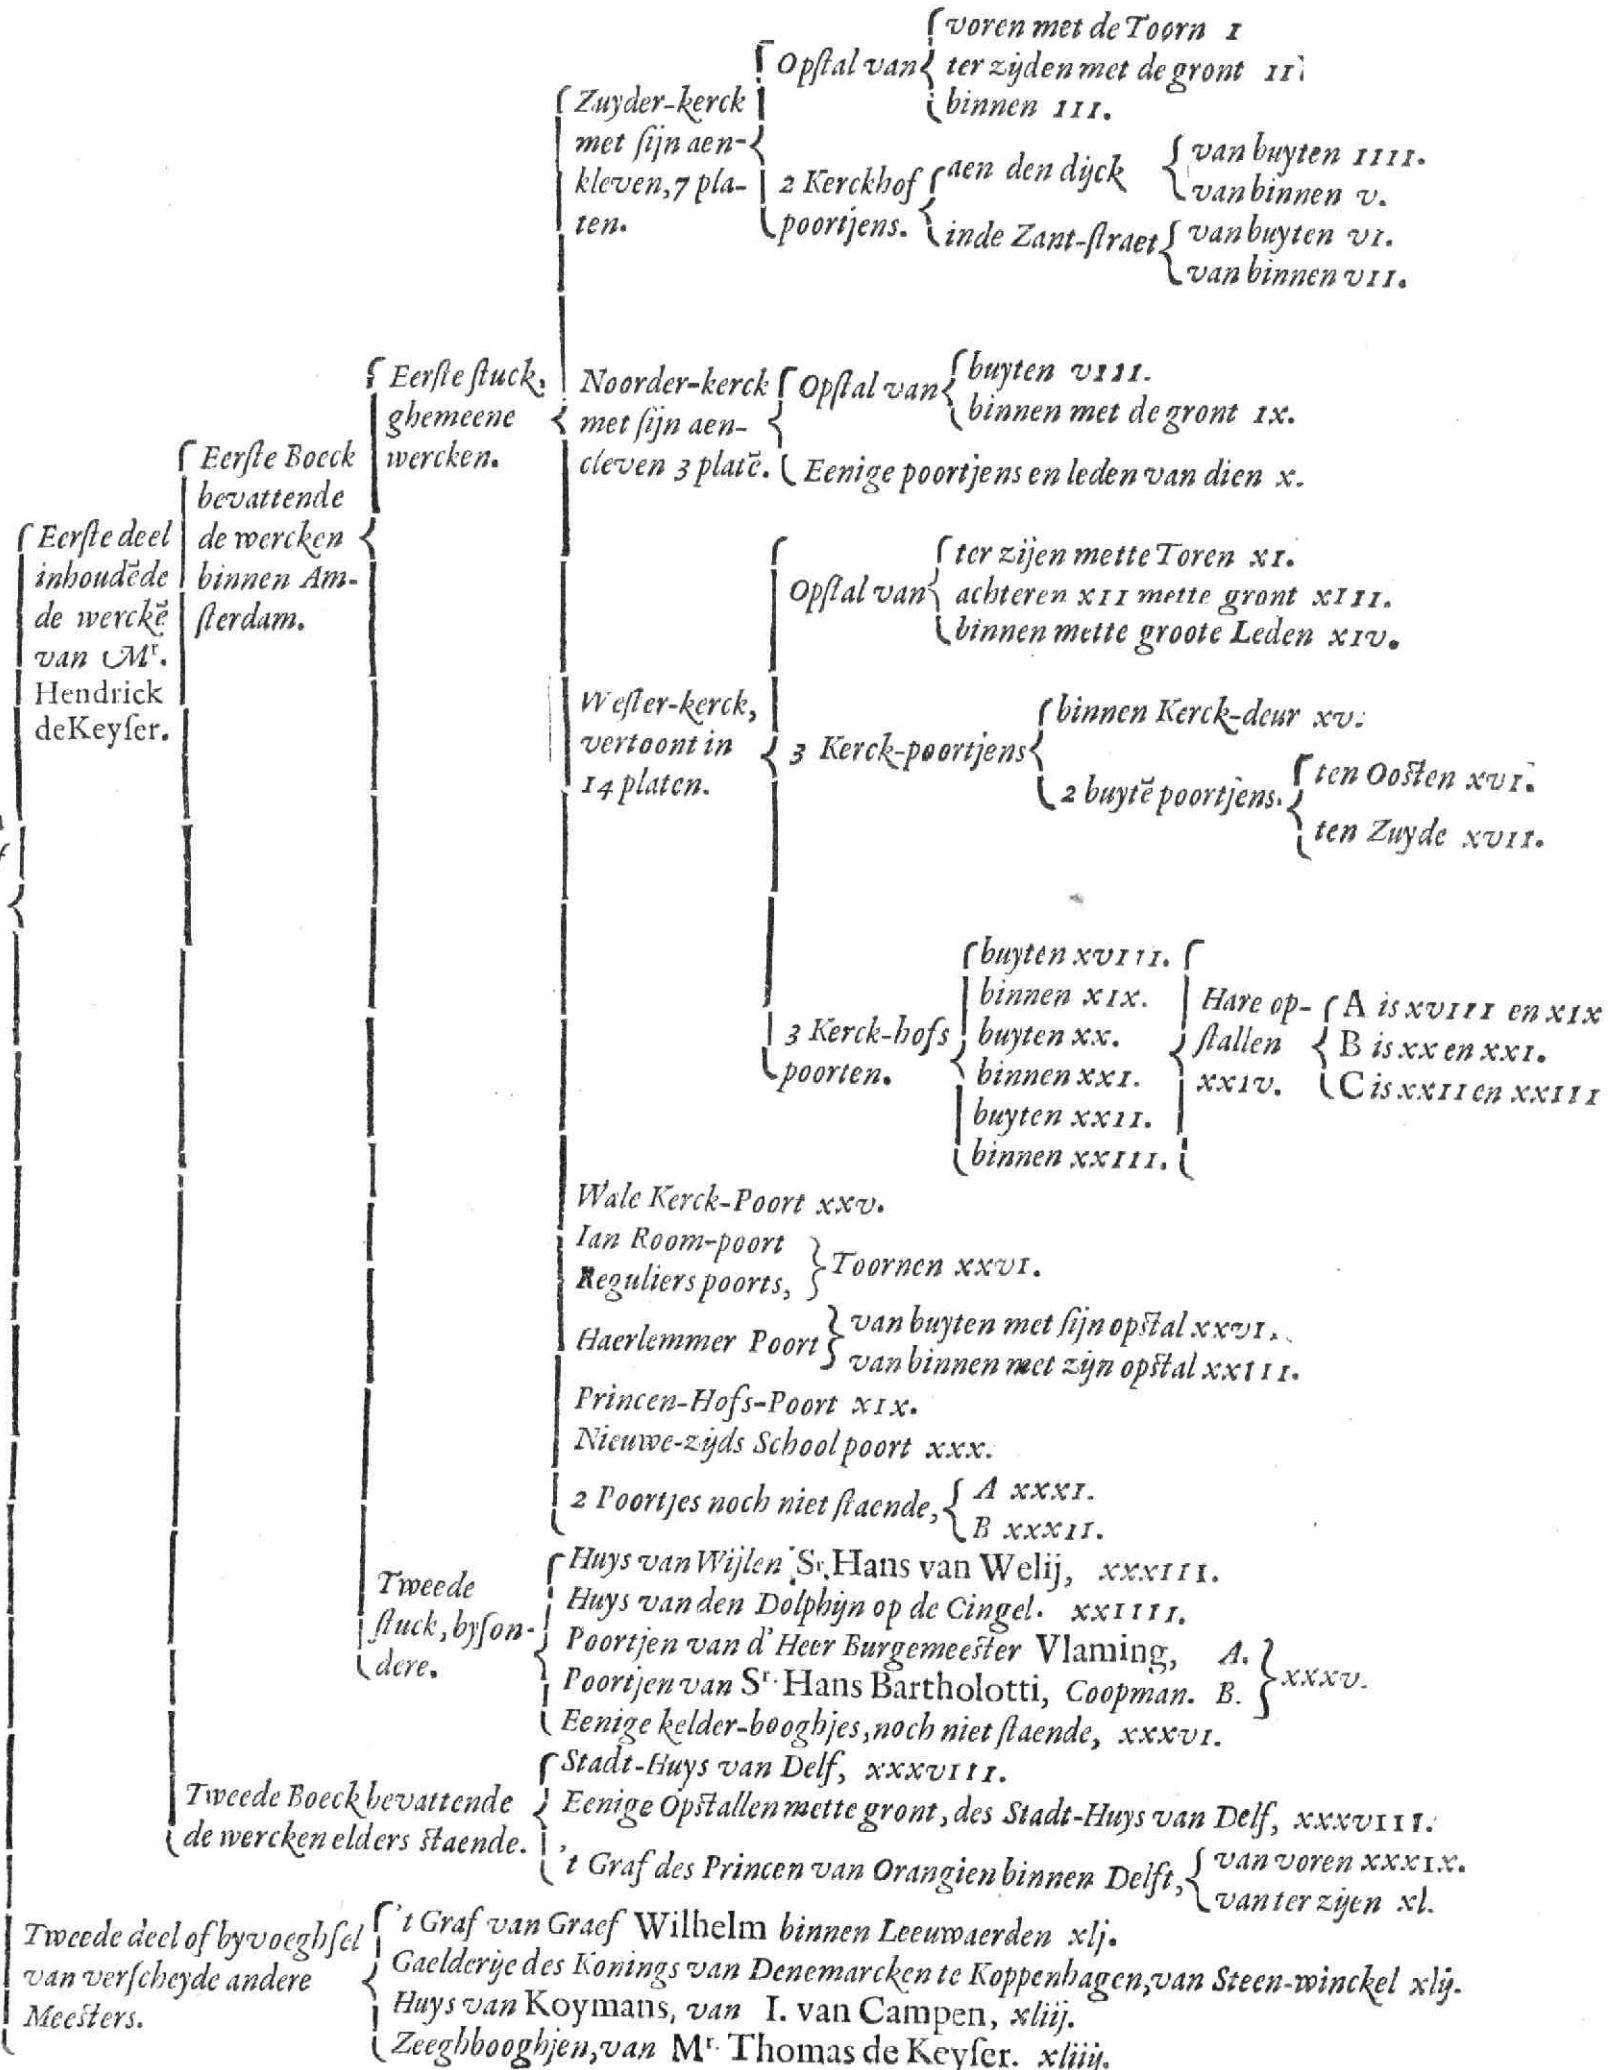 voren met de Toorn I
Opſtal van ter zijden met de gront II
binnen III.
Zuyder-kerck
met ſijn aen-
kleven, 7 pla-
ten.
2 Kerckhof
poortjens.
aen den dijck
van buyten IIII.
van binnen v.
inde Zant-ſtraet
van buyten VI.
van binnen VII.
Eerſte ſtuck,
ghemeene
wercken.
Noorder-kerck
met ſijn aen-
cleven 3 platē.
Opſtal van
buyten VIII.
binnen met de gront IX.
Eenige poortjens en leden van dien x.
Eerſte Boeck
bevattende
de wercken
binnen Am-
ſterdam.
Eerſte deel
inhoudēde
de werckē
van Mr.
Hendrick
de Keyſer.
Opſtal van
ter zijen mette Toren XI.
achteren XII mette gront XIII.
binnen mette groote Leden XIV.
Weſter-kerck,
vertoont in
14 platen.
3 Kerck-poortjens
binnen Kerck-deur xv.
2 buytē poortjens.
ten Ooſten XVI.
ten Zuyde XVII.
3 Kerck-hofs
poorten.
buyten XVIII.
binnen XIX.
buyten XX.
binnen XXI.
buyten XXII.
binnen XXIII.
Hare op-
ſtallen
XXIV.
A is XVIII en XIX
B is XX en XXI.
C is XXII en XXIII
Wale Kerck-Poort xxv.
Ian Room-poort
Reguliers poorts,
Toornen XXVI.
Haerlemmer Poort
van buyten met ſijn opſtal XXVI.
van binnen met zijn opſtal XXIII.
Princen-Hofs-Poort XIX.
Nieuwe-zijds School poort xxx.
2 Poortjes noch niet ſtaende,
A XXXI.
B XXXII.
Tweede
ſtuck, byſon-
dere.
Huys van Wijlen Sr. Hans van Welij, XXXIII.
Huys van den Dolphijn op de Cingel. XXIIII.
Poortjen van d' Heer Burgemeeſter Vlaming, A.
Poortjen van Sr. Hans Bartholotti, Coopman. B.
xxxv.
Eenige kelder-booghjes, noch niet ſtaende, XXXVI.
Tweede Boeck bevattende
de wercken elders ſtaende.
Stadt-Huys van Delf, XXXVIII.
Eenige Opſtallen mette gront, des Stadt-Huys van Delf, XXXVIII.
't Graf des Princen van Orangien binnen Delft,
van voren XXXIX.
van ter zijen xl.
Tweede deel of byvoeghſel
van verſcheyde andere
Meeſters.
't Graf van Graef Wilhelm binnen Leeuwaerden xlj.
Gaelderije des Konings van Denemarcken te Koppenhagen, van Steen-winckel xlij.
Huys van Koymans, van I. van Campen, xliij.
Zeeghbooghjen, van Mr. Thomas de Keyſer. xliiij.